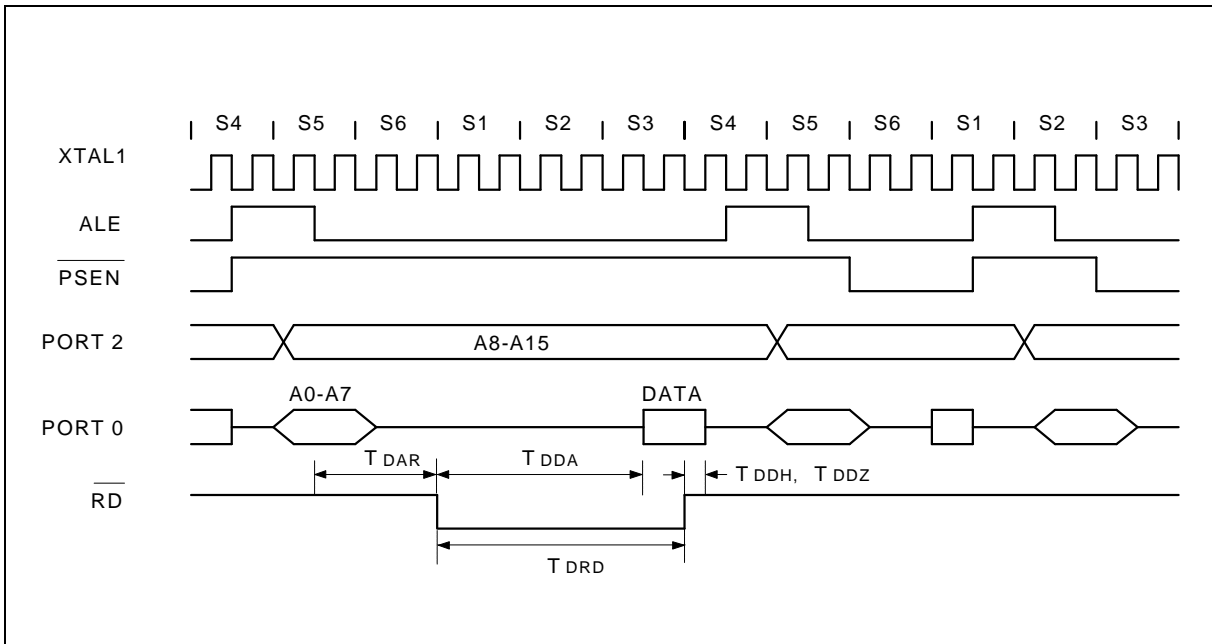 S4 S5 S6 S1 S2 S3 S4 S5 S6 S1 S2 S3
XTAL1
ALE
PSEN
PORT 2
A8-A15
A0-A7 DATA
PORT 0
T DAR T DDA T DDH, T DDZ
RD
T DRD